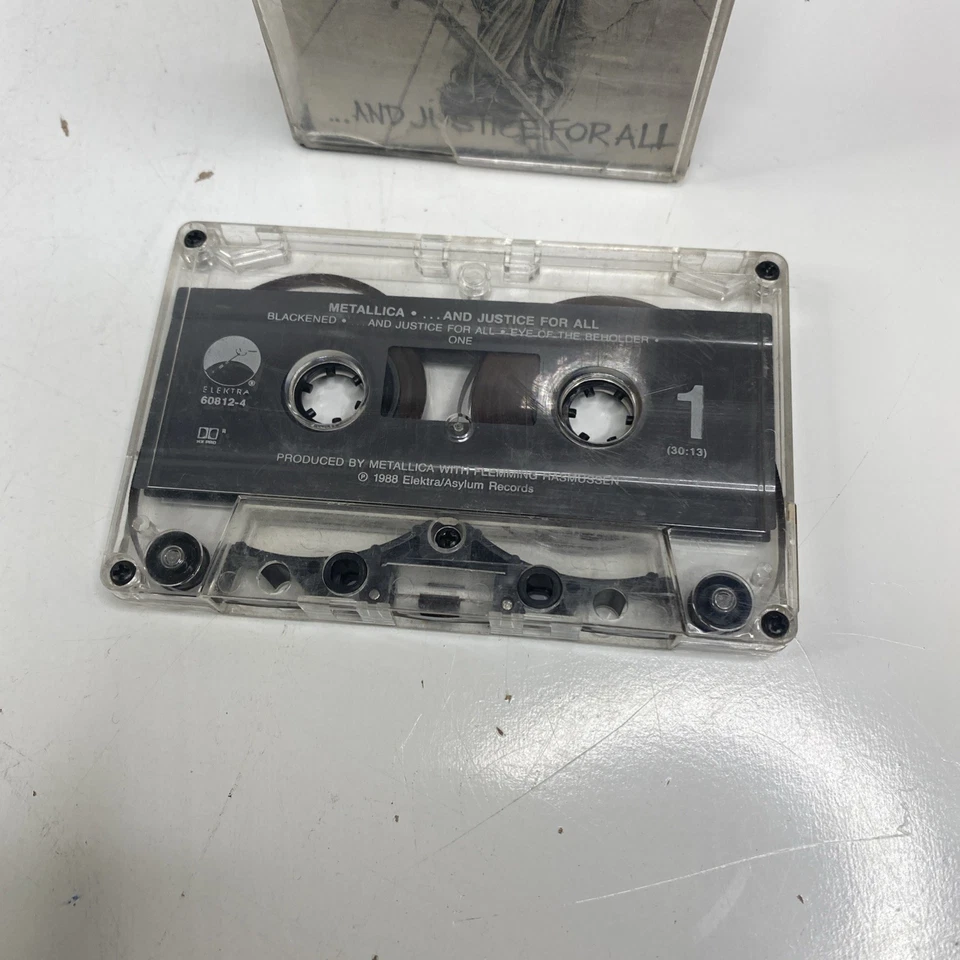 ...AND JUSTICE FOR ALL
METALLICA • ...AND JUSTICE FOR ALL
BLACKENED • AND JUSTICE FOR ALL • EYE OF THE BEHOLDER •
ONE
ELEKTRA®
60812-4
1
(30:13)
PRODUCED BY METALLICA WITH FLEMMING RASMUSSEN
℗ 1988 Elektra/Asylum Records